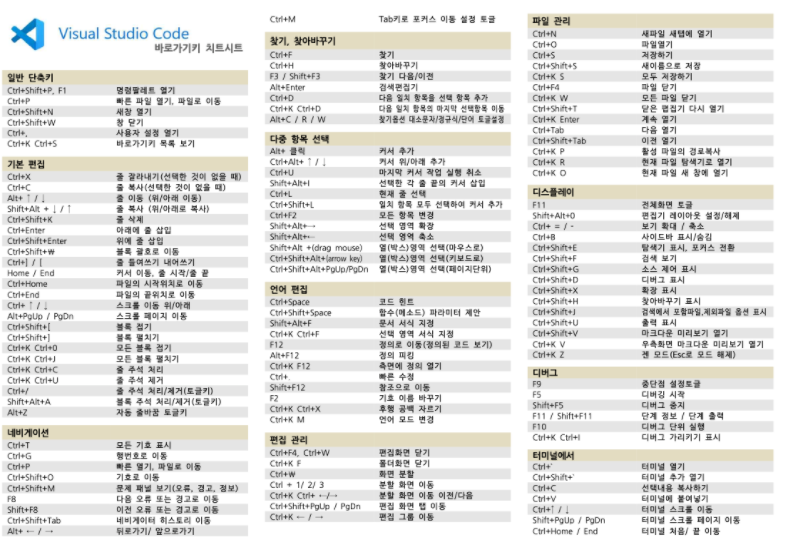 Visual Studio Code
바로가기키 치트시트
일반 단축키
Ctrl+Shift+P, F1 명령팔레트 열기
Ctrl+P 빠른 파일 열기, 파일로 이동
Ctrl+Shift+N 새창 열기
Ctrl+Shift+W 창 닫기
Ctrl+, 사용자 설정 열기
Ctrl+K Ctrl+S 바로가기키 목록 보기
기본 편집
Ctrl+X 줄 잘라내기(선택한 것이 없을 때)
Ctrl+C 줄 복사(선택한 것이 없을 때)
Alt+ ↑ / ↓ 줄 이동 (위/아래 이동)
Shift+Alt + ↓ / ↑ 줄 복사 (위/아래로 복사)
Ctrl+Shift+K 줄 삭제
Ctrl+Enter 아래에 줄 삽입
Ctrl+Shift+Enter 위에 줄 삽입
Ctrl+Shift+₩ 블록 괄호로 이동
Ctrl+] / [ 줄 들여쓰기 내어쓰기
Home / End 커서 이동, 줄 시작/줄 끝
Ctrl+Home 파일의 시작위치로 이동
Ctrl+End 파일의 끝위치로 이동
Ctrl+ ↑ / ↓ 스크롤 이동 위/아래
Alt+PgUp / PgDn 스크롤 페이지 이동
Ctrl+Shift+[ 블록 접기
Ctrl+Shift+] 블록 펼치기
Ctrl+K Ctrl+0 모든 블록 접기
Ctrl+K Ctrl+J 모든 블록 펼치기
Ctrl+K Ctrl+C 줄 주석 처리
Ctrl+K Ctrl+U 줄 주석 제거
Ctrl+/ 줄 주석 처리/제거(토글키)
Shift+Alt+A 블록 주석 처리/제거(토글키)
Alt+Z 자동 줄바꿈 토글키
네비게이션
Ctrl+T 모든 기호 표시
Ctrl+G 행번호로 이동
Ctrl+P 빠른 열기, 파일로 이동
Ctrl+Shift+O 기호로 이동
Ctrl+Shift+M 문제 패널 보기(오류, 경고, 정보)
F8 다음 오류 또는 경고로 이동
Shift+F8 이전 오류 또는 경고로 이동
Ctrl+Shift+Tab 네비게이터 히스토리 이동
Alt+ ← / → 뒤로가기/ 앞으로가기
Ctrl+M Tab키로 포커스 이동 설정 토글
찾기, 찾아바꾸기
Ctrl+F 찾기
Ctrl+H 찾아바꾸기
F3 / Shift+F3 찾기 다음/이전
Alt+Enter 검색편집기
Ctrl+D 다음 일치 항목을 선택 항목 추가
Ctrl+K Ctrl+D 다음 일치 항목의 마지막 선택항목 이동
Alt+C / R / W 찾기옵션 대소문자/정규식/단어 토글설정
다중 항목 선택
Alt+ 클릭 커서 추가
Ctrl+Alt+ ↑ / ↓ 커서 위/아래 추가
Ctrl+U 마지막 커서 작업 실행 취소
Shift+Alt+I 선택한 각 줄 끝의 커서 삽입
Ctrl+L 현재 줄 선택
Ctrl+Shift+L 일치 항목 모두 선택하여 커서 추가
Ctrl+F2 모든 항목 변경
Shift+Alt+→ 선택 영역 확장
Shift+Alt+← 선택 영역 축소
Shift+Alt +(drag mouse) 열(박스)영역 선택(마우스로)
Ctrl+Shift+Alt+(arrow key) 열(박스)영역 선택(키보드로)
Ctrl+Shift+Alt+PgUp/PgDn 열(박스)영역 선택(페이지단위)
언어 편집
Ctrl+Space 코드 힌트
Ctrl+Shift+Space 함수(메소드) 파라미터 제안
Shift+Alt+F 문서 서식 지정
Ctrl+K Ctrl+F 선택 영역 서식 지정
F12 정의로 이동(정의된 코드 보기)
Alt+F12 정의 피킹
Ctrl+K F12 측면에 정의 열기
Ctrl+. 빠른 수정
Shift+F12 참조으로 이동
F2 기호 이름 바꾸기
Ctrl+K Ctrl+X 후행 공백 자르기
Ctrl+K M 언어 모드 변경
편집 관리
Ctrl+F4, Ctrl+W 편집화면 닫기
Ctrl+K F 폴더화면 닫기
Ctrl+₩ 화면 분할
Ctrl + 1/ 2/ 3 분할 화면 이동
Ctrl+K Ctrl+ ←/→ 분할 화면 이동 이전/다음
Ctrl+Shift+PgUp / PgDn 편집 화면 탭 이동
Ctrl+K ← / → 편집 그룹 이동
파일 관리
Ctrl+N 새파일 새탭에 열기
Ctrl+O 파일열기
Ctrl+S 저장하기
Ctrl+Shift+S 새이름으로 저장
Ctrl+K S 모두 저장하기
Ctrl+F4 파일 닫기
Ctrl+K W 모든 파일 닫기
Ctrl+Shift+T 닫은 탭접기 다시 열기
Ctrl+K Enter 계속 열기
Ctrl+Tab 다음 열기
Ctrl+Shift+Tab 이전 열기
Ctrl+K P 활성 파일의 경로복사
Ctrl+K R 현재 파일 탐색기로 열기
Ctrl+K O 현재 파일 새 창에 열기
디스플레이
F11 전체화면 토글
Shift+Alt+0 편집기 레이아웃 설정/해제
Ctrl+ = / - 보기 확대 / 축소
Ctrl+B 사이드바 표시/숨김
Ctrl+Shift+E 탐색기 표시, 포커스 전환
Ctrl+Shift+F 검색 보기
Ctrl+Shift+G 소스 제어 표시
Ctrl+Shift+D 디버그 표시
Ctrl+Shift+X 확장 표시
Ctrl+Shift+H 찾아바꾸기 표시
Ctrl+Shift+J 검색에서 포함파일,제외파일 옵션 표시
Ctrl+Shift+U 출력 표시
Ctrl+Shift+V 마크다운 미리보기 열기
Ctrl+K V 우측화면 마크다운 미리보기 열기
Ctrl+K Z 젠 모드(Esc로 모드 해제)
디버그
F9 중단점 설정토글
F5 디버깅 시작
Shift+F5 디버그 중지
F11 / Shift+F11 단계 정보 / 단계 출력
F10 디버그 단위 실행
Ctrl+K Ctrl+I 디버그 가리키기 표시
터미널에서
Ctrl+\` 터미널 열기
Ctrl+Shift+\` 터미널 추가 열기
Ctrl+C 선택내용 복사하기
Ctrl+V 터미널에 붙여넣기
Ctrl+↑ / ↓ 터미널 스크롤 이동
Shift+PgUp / PgDn 터미널 스크롤 페이지 이동
Ctrl+Home / End 터미널 처음/ 끝 이동